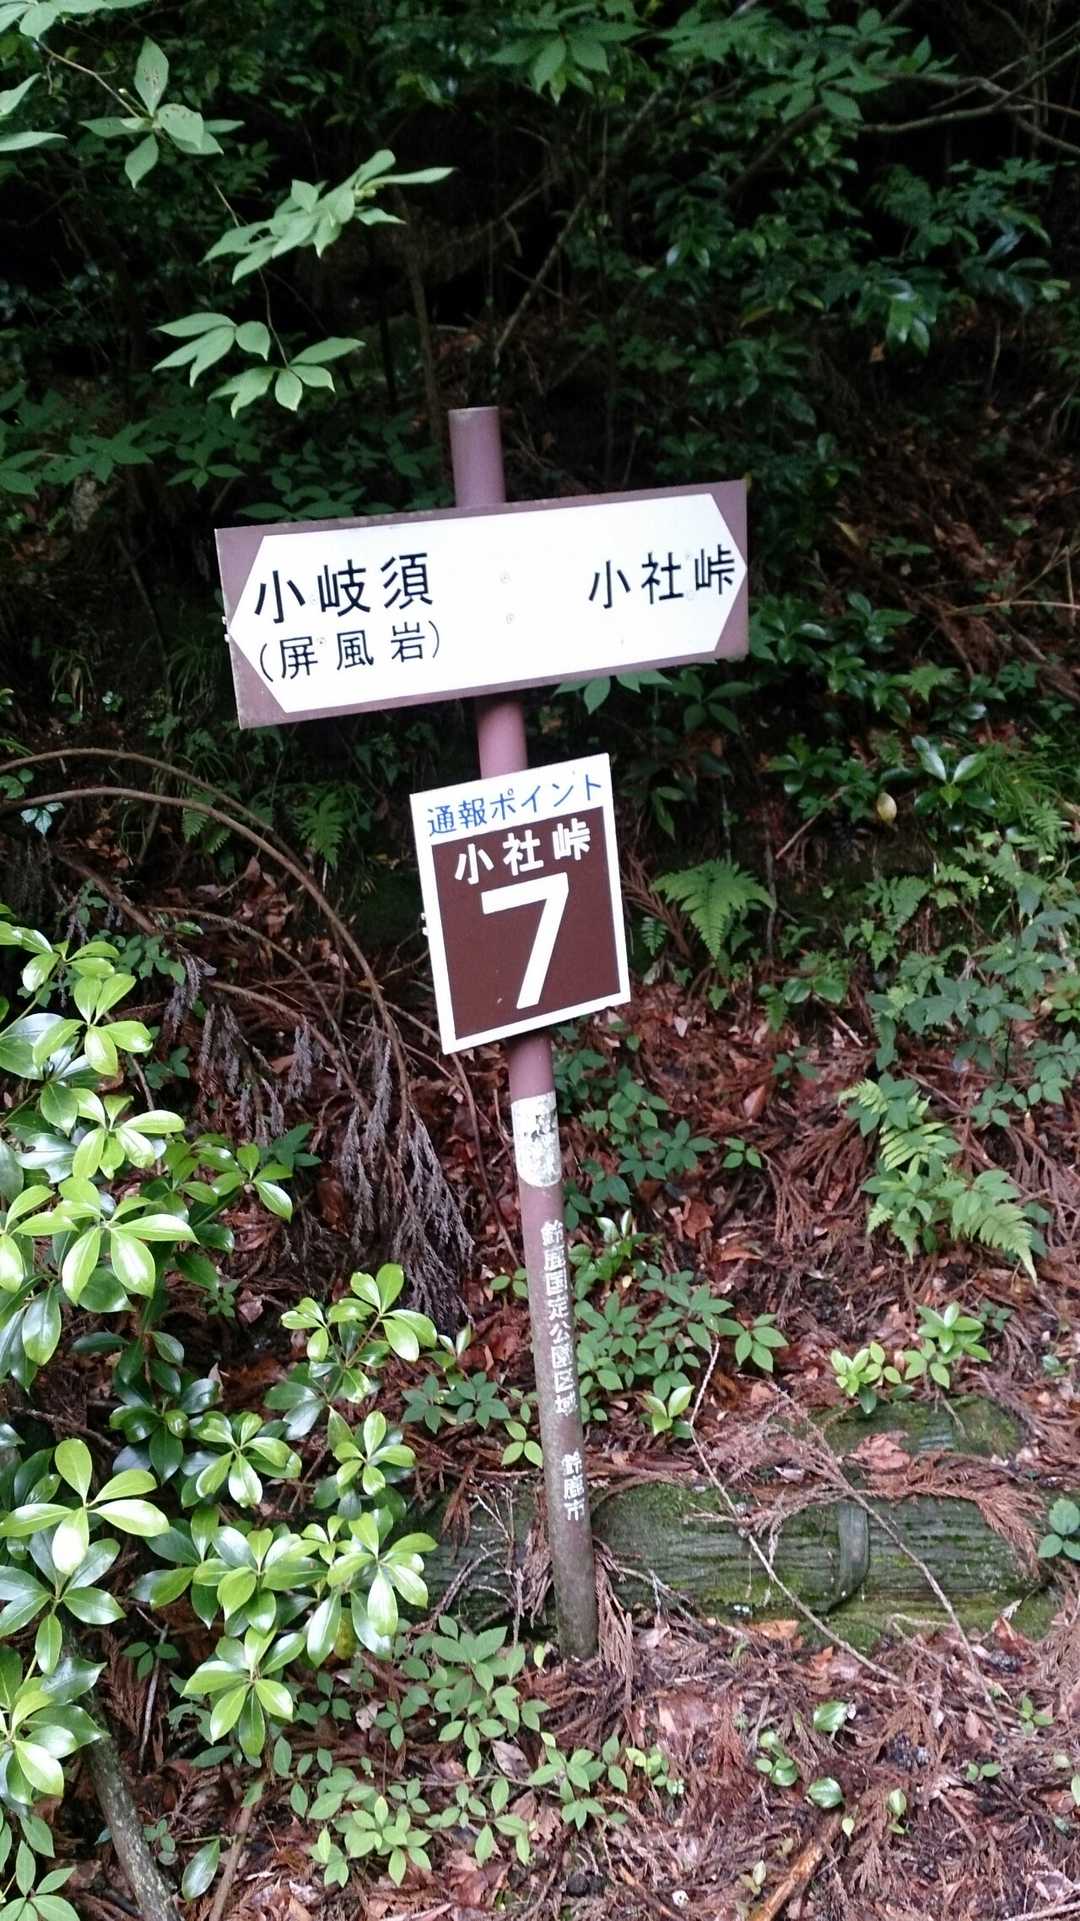 小岐須 小社峠
(屏風岩)
通報ポイント
小社峠
7
鈴鹿国定公園区域 鈴鹿市